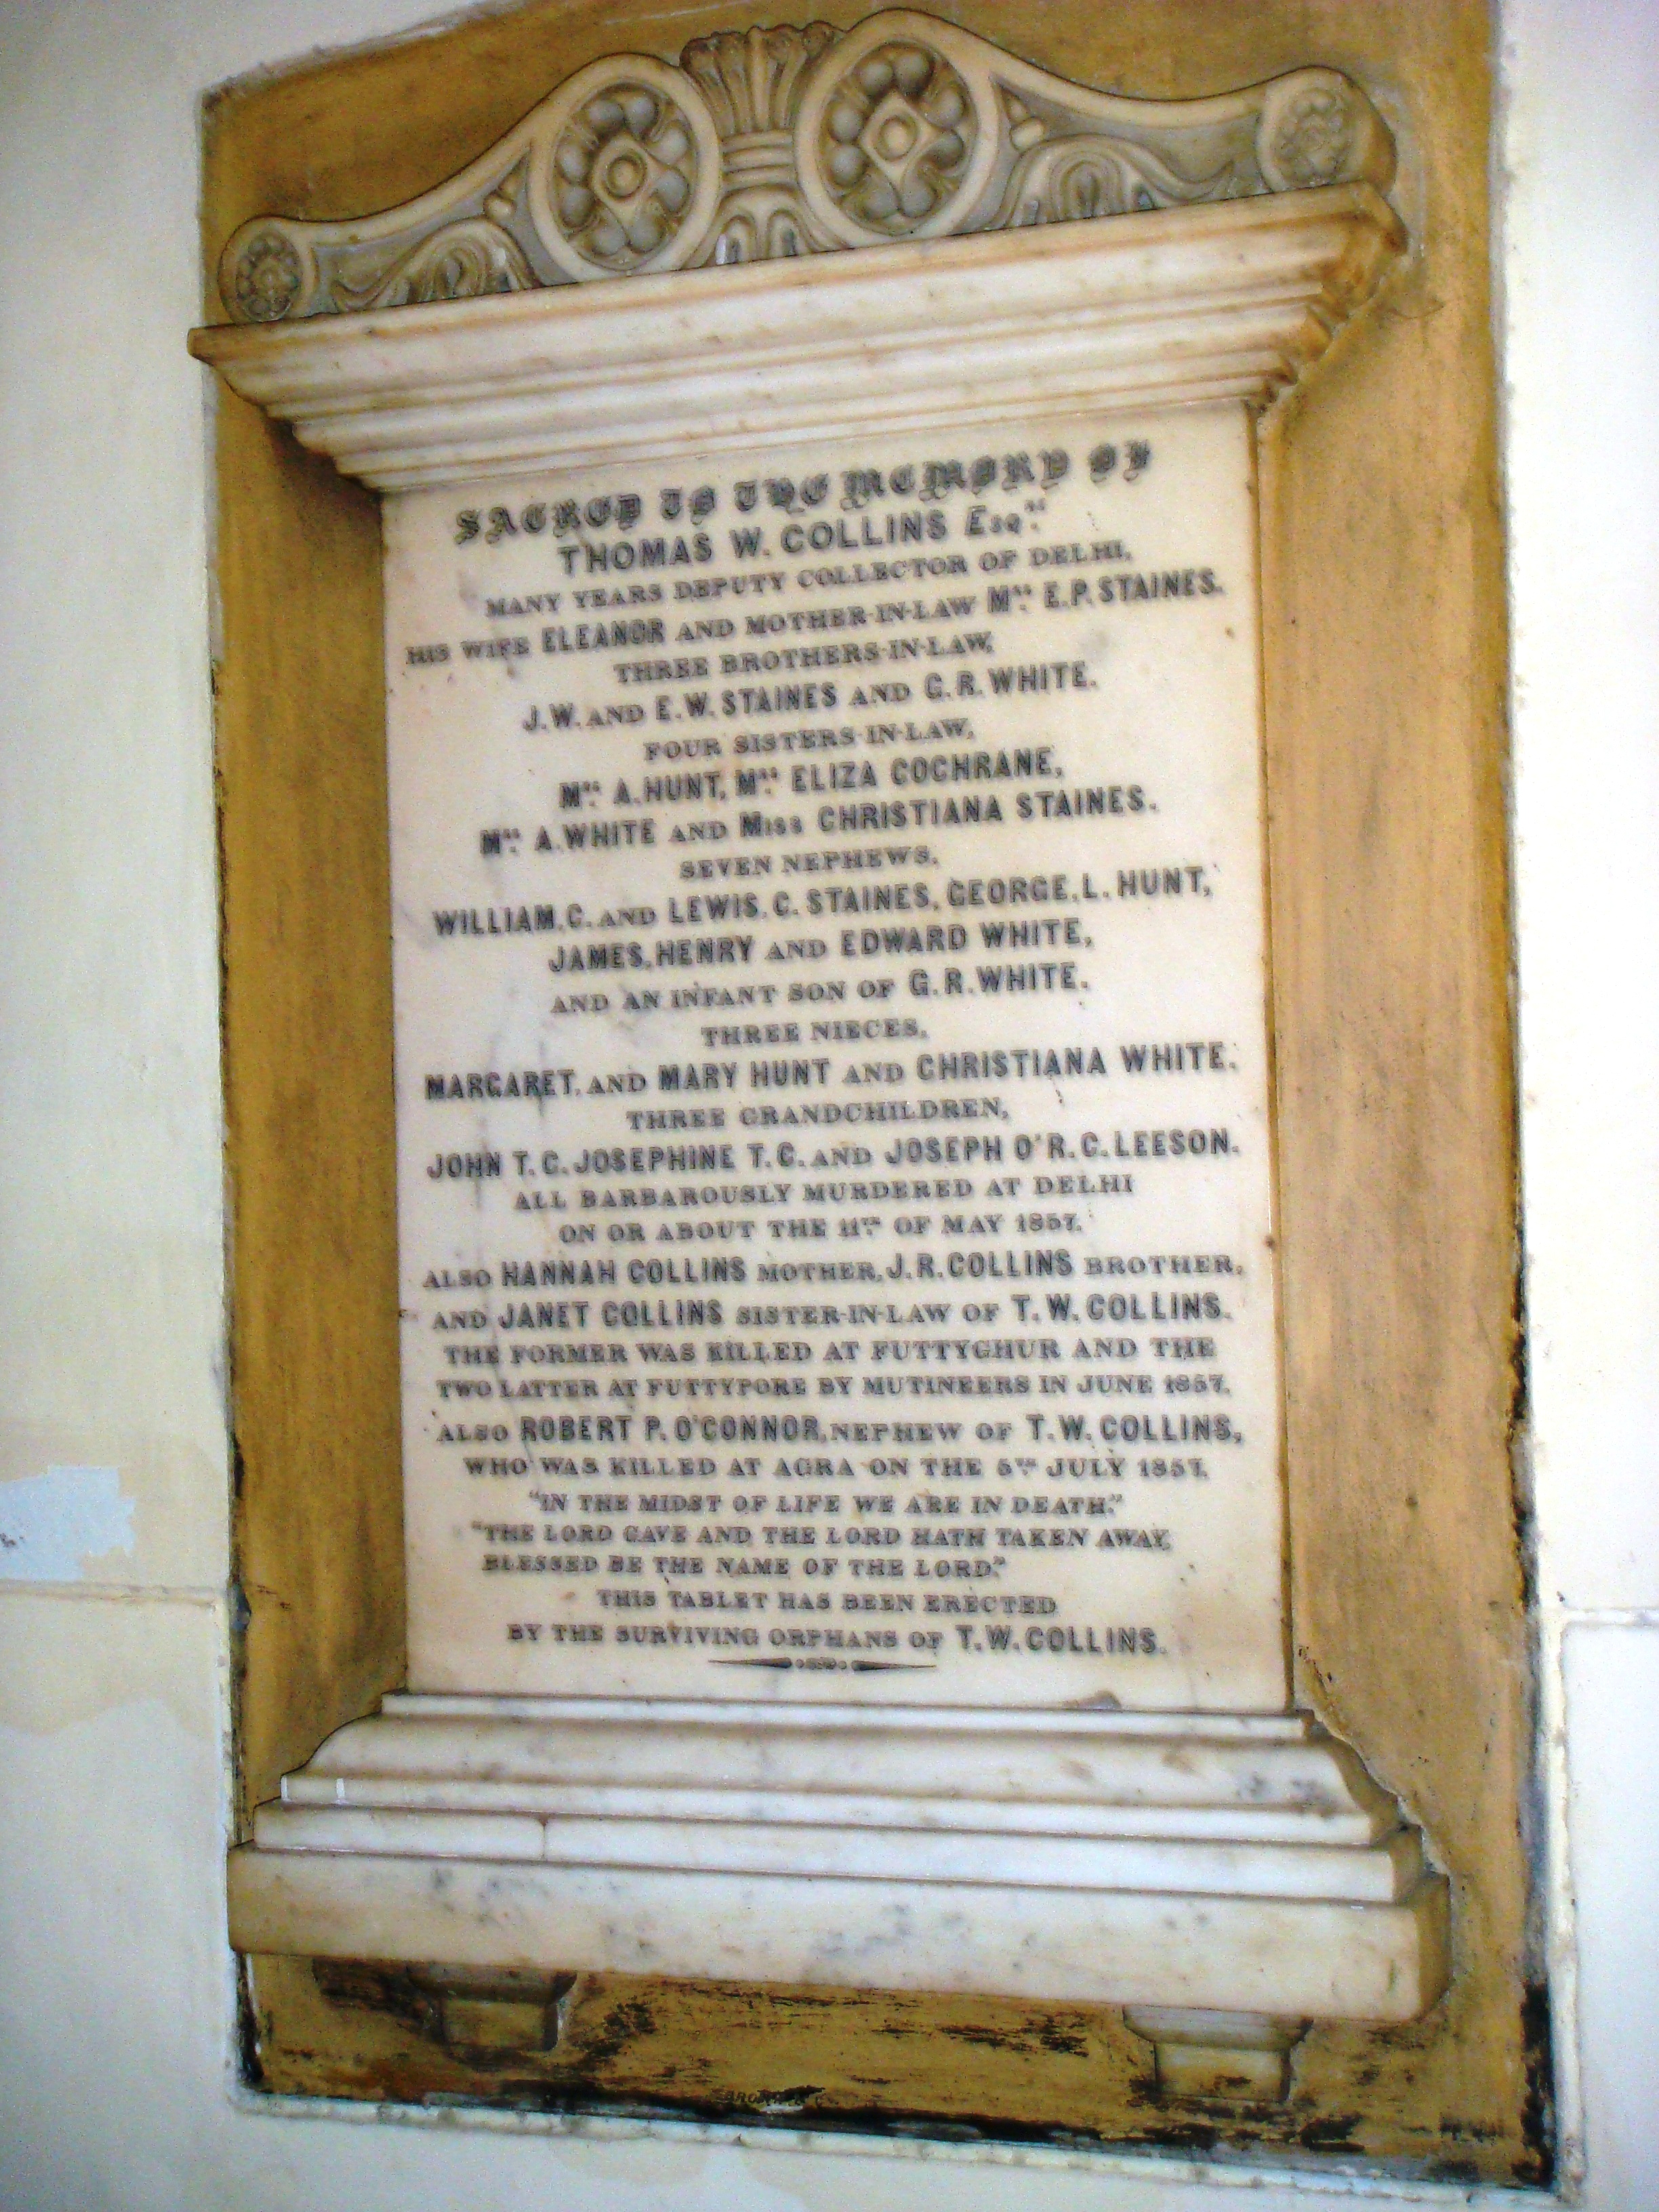 SACRED TO THE MEMORY OF
THOMAS W. COLLINS ESQRE
MANY YEARS DEPUTY COLLECTOR OF DELHI,
HIS WIFE ELEANOR AND MOTHER-IN-LAW MRS. E.P. STAINES.
THREE BROTHERS-IN-LAW,
J.W. AND E.W. STAINES AND G.R. WHITE.
FOUR SISTERS-IN-LAW,
MRS. A. HUNT, MRS. ELIZA COCHRANE,
MRS. A. WHITE AND MISS CHRISTIANA STAINES.
SEVEN NEPHEWS,
WILLIAM, C. AND LEWIS, C. STAINES, GEORGE, L. HUNT,
JAMES, HENRY AND EDWARD WHITE,
AND AN INFANT SON OF G.R. WHITE.
THREE NIECES,
MARGARET, AND MARY HUNT AND CHRISTIANA WHITE.
THREE GRANDCHILDREN,
JOHN T. C. JOSEPHINE T. C. AND JOSEPH O'R. C. LEESON.
ALL BARBAROUSLY MURDERED AT DELHI
ON OR ABOUT THE 11TH OF MAY 1857.
ALSO HANNAH COLLINS MOTHER, J.R. COLLINS BROTHER,
AND JANET COLLINS SISTER-IN-LAW OF T. W. COLLINS.
THE FORMER WAS KILLED AT FUTTYGHUR AND THE
TWO LATTER AT FUTTYPORE BY MUTINEERS IN JUNE 1857.
ALSO ROBERT P. O'CONNOR, NEPHEW OF T. W. COLLINS,
WHO WAS KILLED AT AGRA ON THE 5TH JULY 1857.
"IN THE MIDST OF LIFE WE ARE IN DEATH."
"THE LORD GAVE AND THE LORD HATH TAKEN AWAY,
BLESSED BE THE NAME OF THE LORD."
THIS TABLET HAS BEEN ERECTED
BY THE SURVIVING ORPHANS OF T.W. COLLINS.